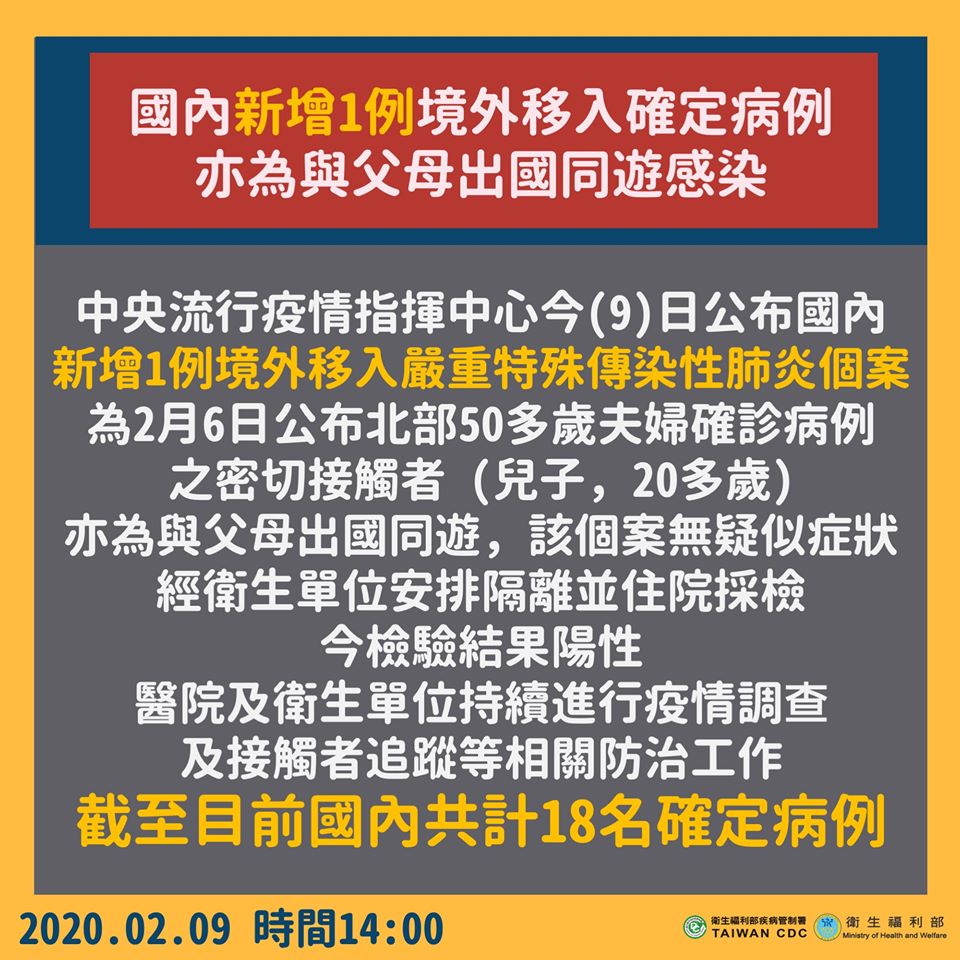 國內新增1例境外移入確定病例
亦為與父母出國同遊感染
中央流行疫情指揮中心今(9)日公布國內
新增1例境外移入嚴重特殊傳染性肺炎個案
為2月6日公布北部50多歲夫婦確診病例
之密切接觸者 (兒子，20多歲)
亦為與父母出國同遊，該個案無疑似症狀
經衛生單位安排隔離並住院採檢
今檢驗結果陽性
醫院及衛生單位持續進行疫情調查
及接觸者追蹤等相關防治工作
截至目前國內共計18名確定病例
2020.02.09 時間14:00
衛生福利部疾病管制署
TAIWAN CDC
衛生福利部
Ministry of Health and Welfare